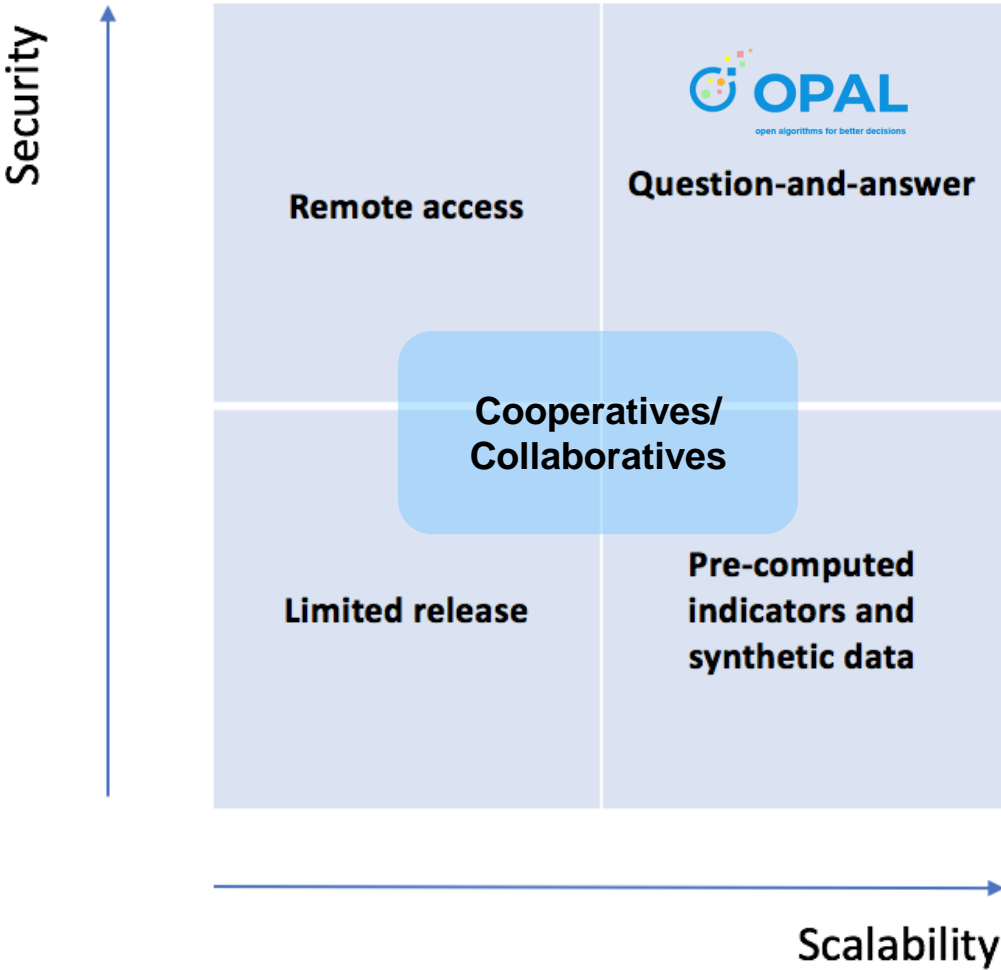 Security
OPAL
open algorithms for better decisions
Question-and-answer
Remote access
Cooperatives/
Collaboratives
Limited release
Pre-computed
indicators and
synthetic data
Scalability